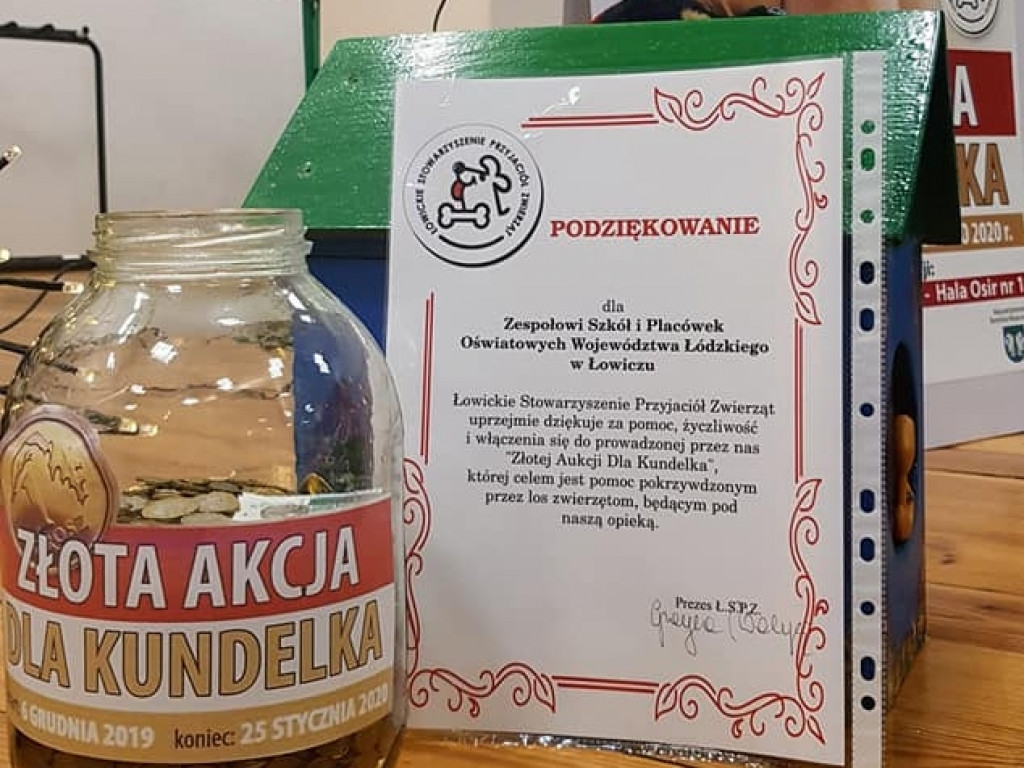 ŁOWICKIE STOWARZYSZENIE PRZYJACIÓŁ ZWIERZĄT
PODZIĘKOWANIE
dla
Zespołowi Szkół i Placówek
Oświatowych Województwa Łódzkiego
w Łowiczu
Łowickie Stowarzyszenie Przyjaciół Zwierząt
uprzejmie dziękuje za pomoc, życzliwość
i włączenia się do prowadzonej przez nas
"Złotej Aukcji Dla Kundelka",
której celem jest pomoc pokrzywdzonym
przez los zwierzętom, będącym pod
naszą opieką.
Prezes Ł.S.P.Z.
ZŁOTA AKCJA
DLA KUNDELKA
6 GRUDNIA 2019 koniec: 25 STYCZNIA 2020
A
KA
2020 r.
- Hala Osir nr 1